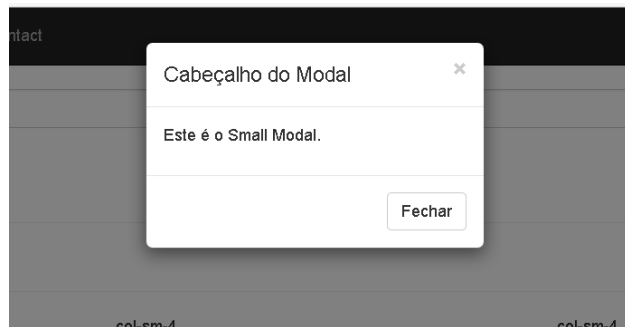 ntact
Cabeçalho do Modal ×
Este é o Small Modal.
Fechar
col-sm-4 col-sm-4